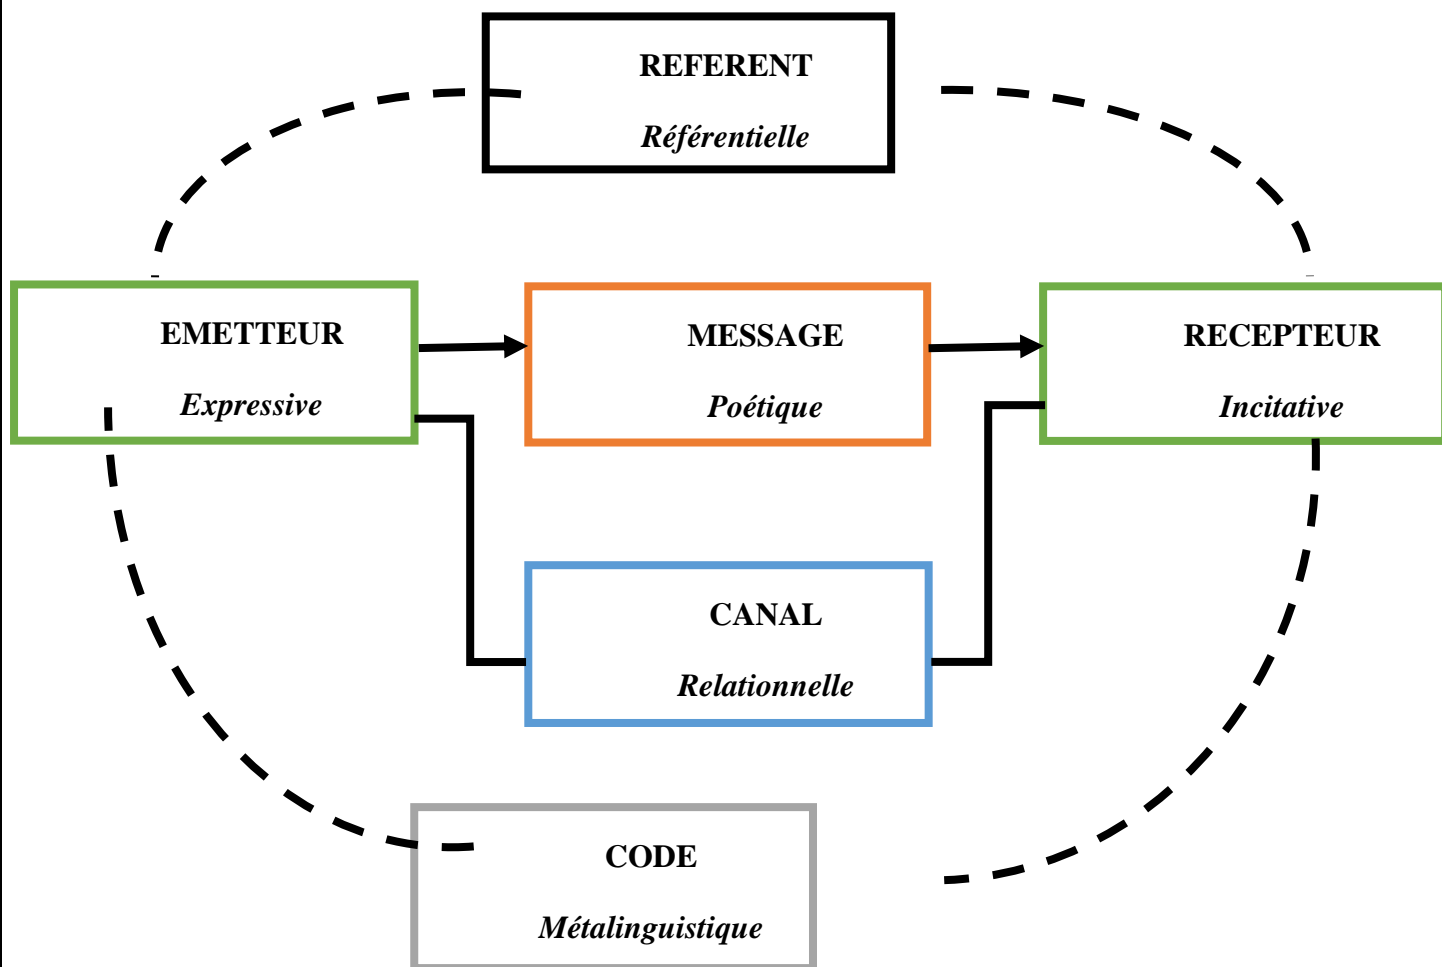 REFERENT
Référentielle
EMETTEUR
Expressive
MESSAGE
Poétique
RECEPTEUR
Incitative
CANAL
Relationnelle
CODE
Métalinguistique